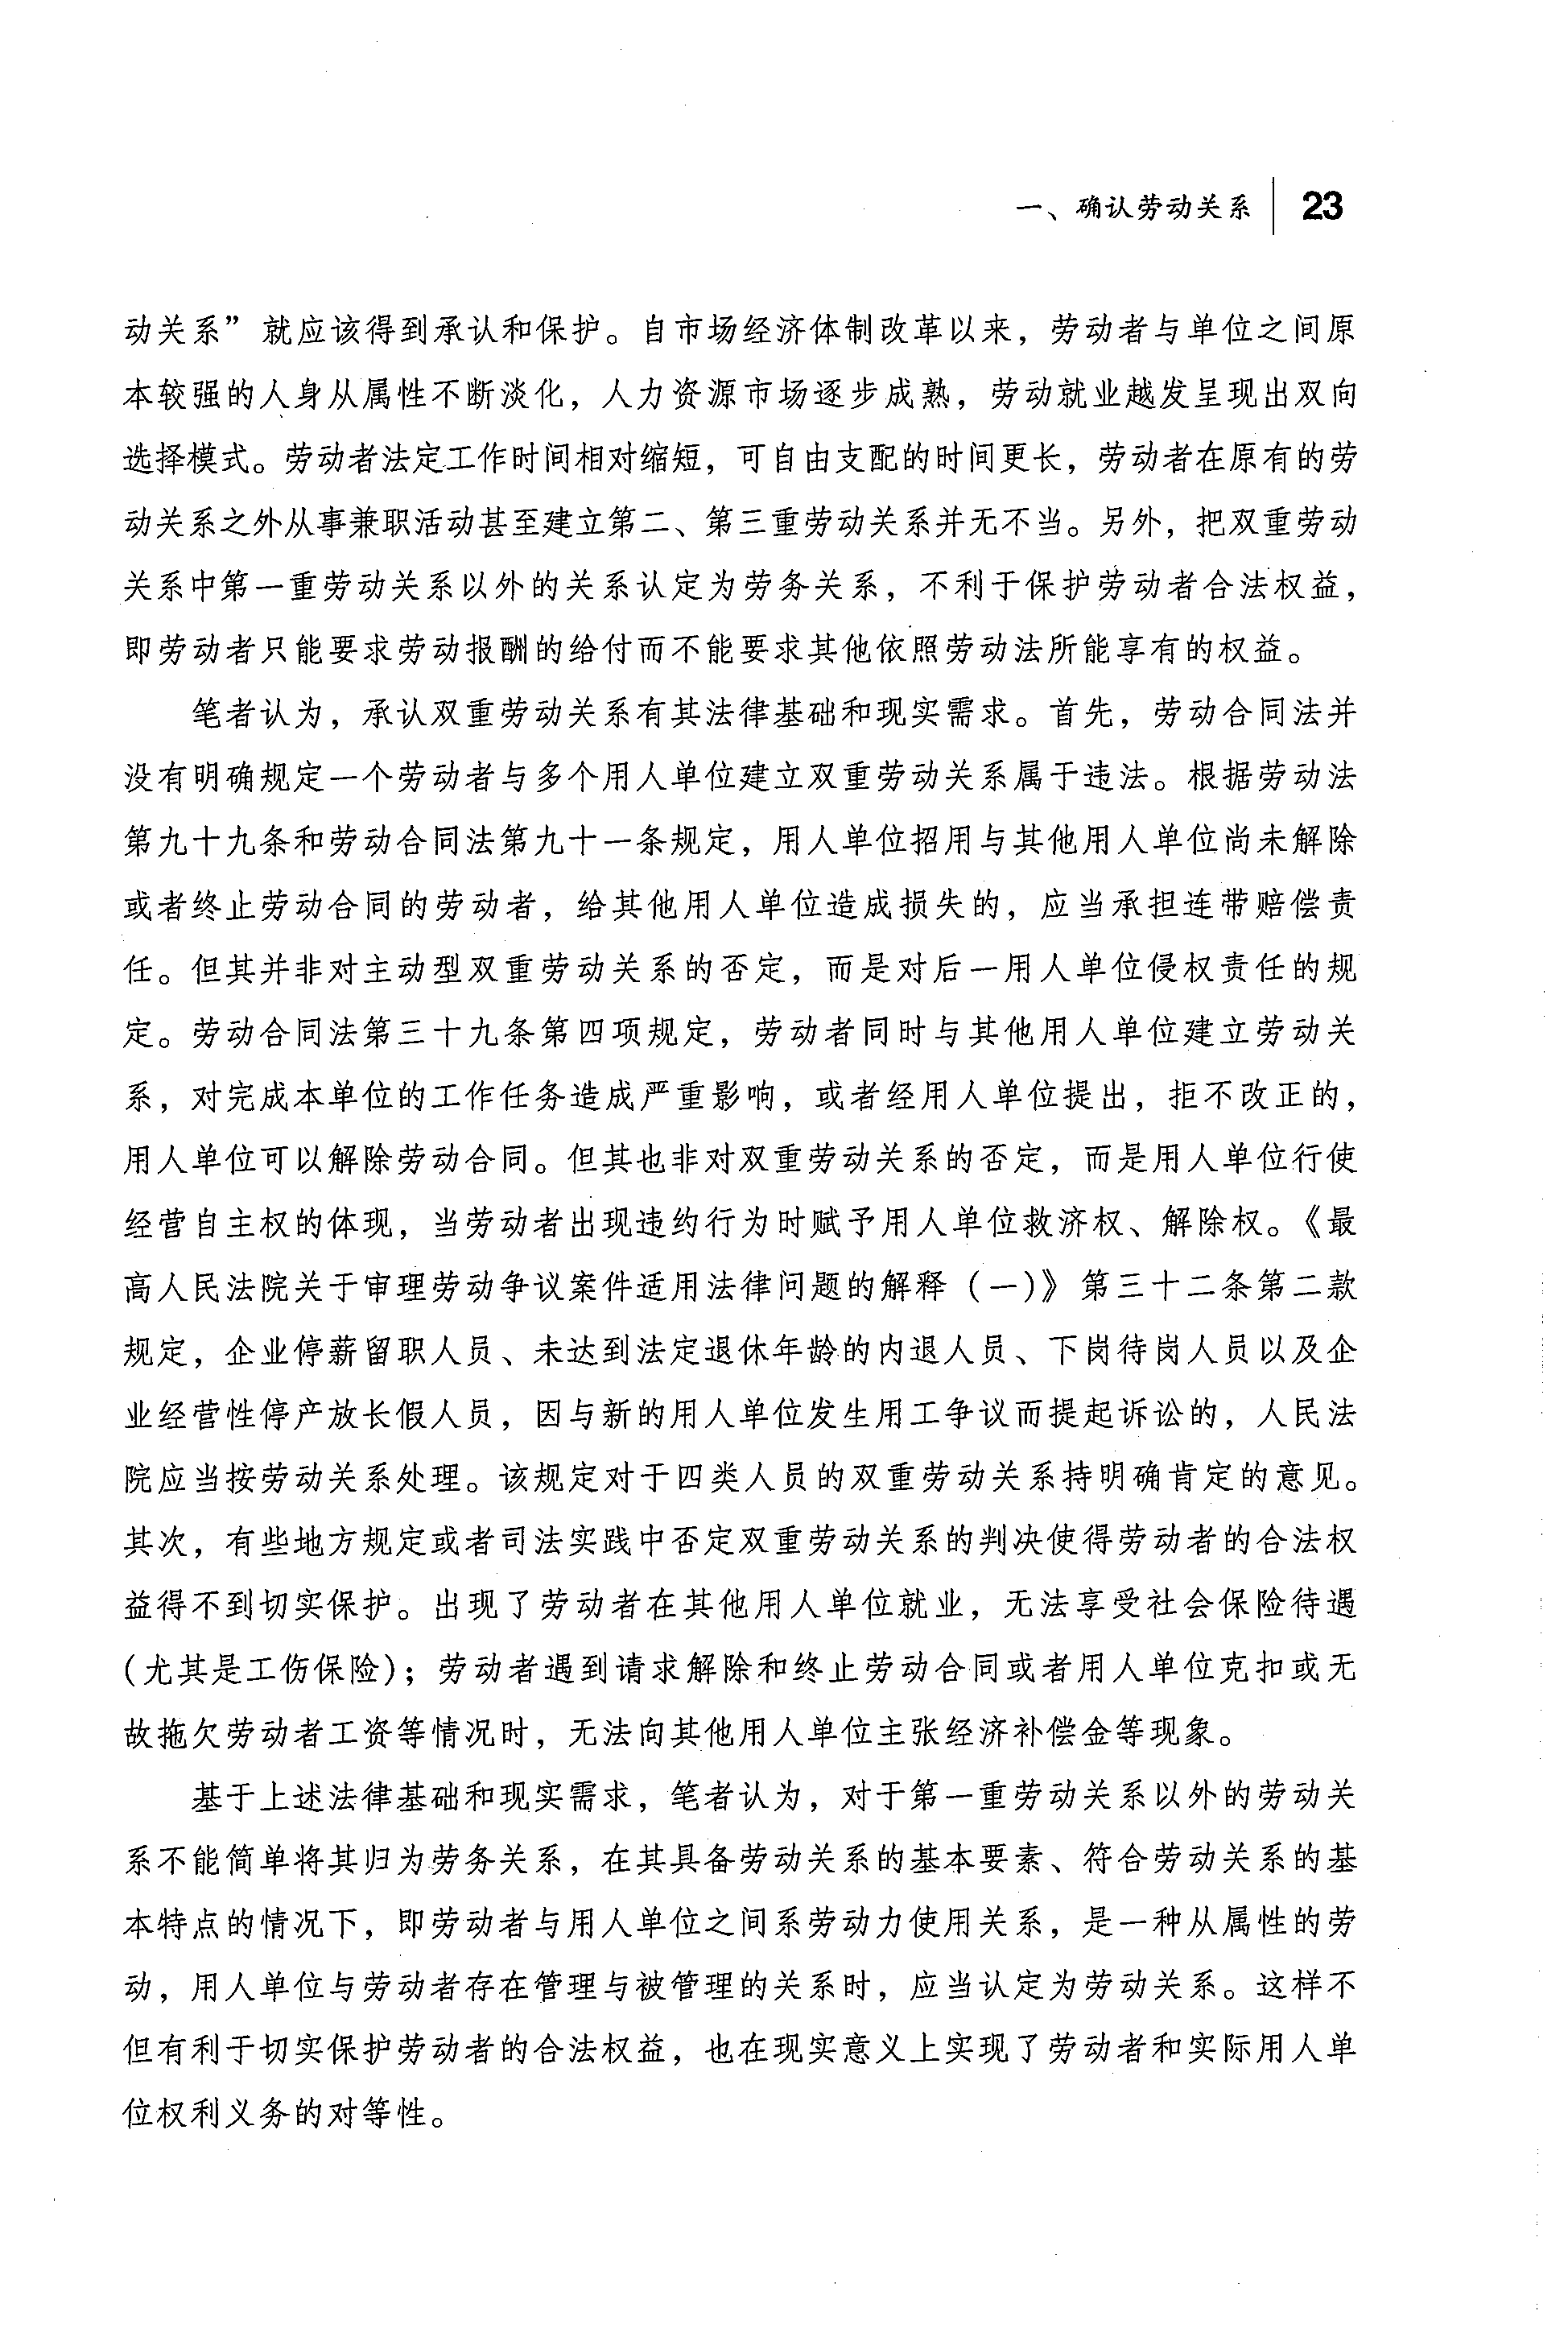 一、确认劳动关系 23
动关系”就应该得到承认和保护。自市场经济体制改革以来，劳动者与单位之间原
本较强的人身从属性不断淡化，人力资源市场逐步成熟，劳动就业越发呈现出双向
选择模式。劳动者法定工作时间相对缩短，可自由支配的时间更长，劳动者在原有的劳
动关系之外从事兼职活动甚至建立第二、第三重劳动关系并无不当。另外，把双重劳动
关系中第一重劳动关系以外的关系认定为劳务关系，不利于保护劳动者合法权益，
即劳动者只能要求劳动报酬的给付而不能要求其他依照劳动法所能享有的权益。
笔者认为，承认双重劳动关系有其法律基础和现实需求。首先，劳动合同法并
没有明确规定一个劳动者与多个用人单位建立双重劳动关系属于违法。根据劳动法
第九十九条和劳动合同法第九十一条规定，用人单位招用与其他用人单位尚未解除
或者终止劳动合同的劳动者，给其他用人单位造成损失的，应当承担连带赔偿责
任。但其并非对主动型双重劳动关系的否定，而是对后一用人单位侵权责任的规
定。劳动合同法第三十九条第四项规定，劳动者同时与其他用人单位建立劳动关
系，对完成本单位的工作任务造成严重影响，或者经用人单位提出，拒不改正的，
用人单位可以解除劳动合同。但其也非对双重劳动关系的否定，而是用人单位行使
经营自主权的体现，当劳动者出现违约行为时赋予用人单位救济权、解除权。《最
高人民法院关于审理劳动争议案件适用法律问题的解释（一）》第三十二条第二款
规定，企业停薪留职人员、未达到法定退休年龄的内退人员、下岗待岗人员以及企
业经营性停产放长假人员，因与新的用人单位发生用工争议而提起诉讼的，人民法
院应当按劳动关系处理。该规定对于四类人员的双重劳动关系持明确肯定的意见。
其次，有些地方规定或者司法实践中否定双重劳动关系的判决使得劳动者的合法权
益得不到切实保护。出现了劳动者在其他用人单位就业，无法享受社会保险待遇
（尤其是工伤保险）；劳动者遇到请求解除和终止劳动合同或者用人单位克扣或无
故拖欠劳动者工资等情况时，无法向其他用人单位主张经济补偿金等现象。
基于上述法律基础和现实需求，笔者认为，对于第一重劳动关系以外的劳动关
系不能简单将其归为劳务关系，在其具备劳动关系的基本要素、符合劳动关系的基
本特点的情况下，即劳动者与用人单位之间系劳动力使用关系，是一种从属性的劳
动，用人单位与劳动者存在管理与被管理的关系时，应当认定为劳动关系。这样不
但有利于切实保护劳动者的合法权益，也在现实意义上实现了劳动者和实际用人单
位权利义务的对等性。